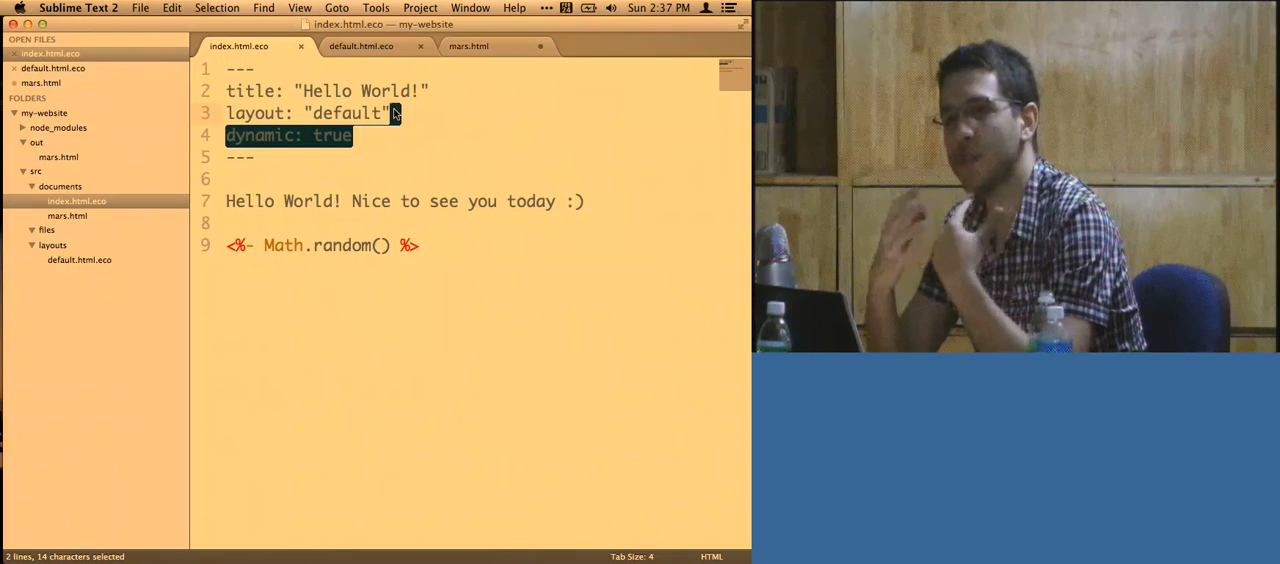 Sublime Text 2 File Edit Selection Find View Goto Tools Project Window Help Sun 2:37 PM
index.html.eco — my-website
OPEN FILES
index.html.eco
default.html.eco
mars.html
FOLDERS
my-website
node_modules
out
mars.html
src
documents
index.html.eco
mars.html
files
layouts
default.html.eco
index.html.eco
default.html.eco
mars.html
1 ---
2 title: "Hello World!"
3 layout: "default"
4 dynamic: true
5 ---
6
7 Hello World! Nice to see you today :)
8
9 <%- Math.random() %>
2 lines, 14 characters selected
Tab Size: 4
HTML